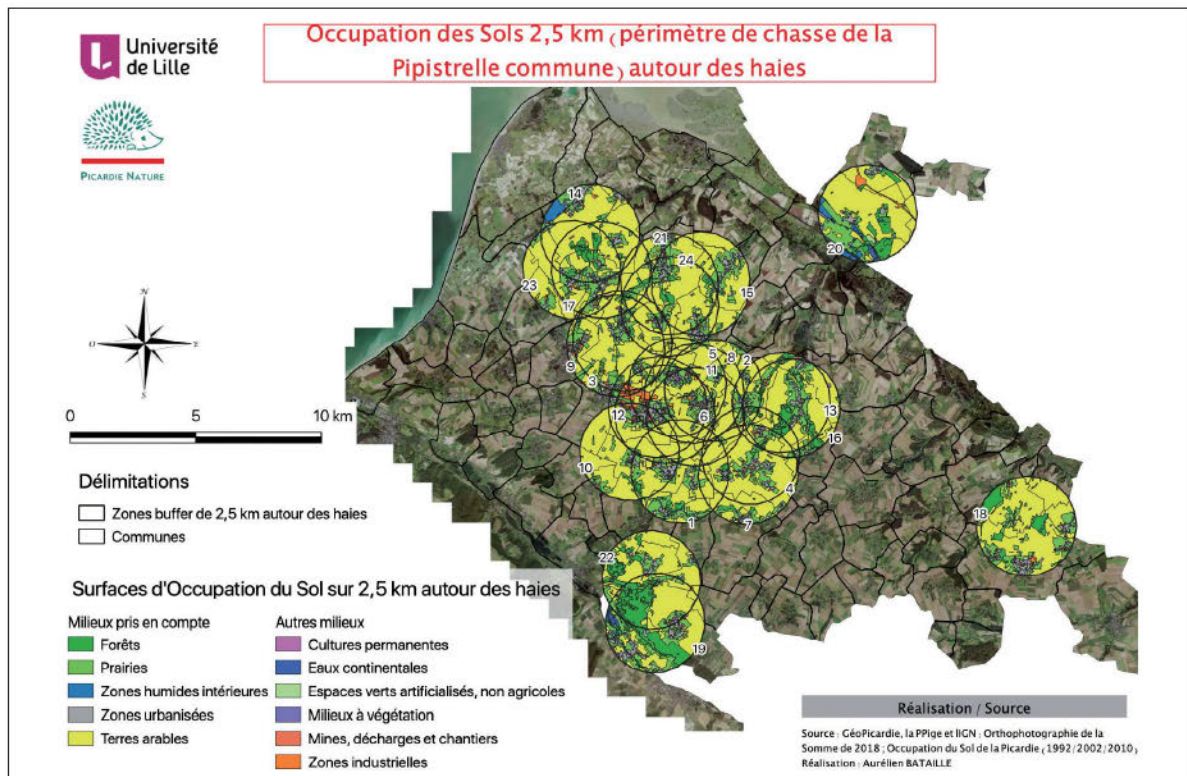 Université
de Lille
PICARDIE NATURE
Occupation des Sols 2,5 km (périmètre de chasse de la
Pipistrelle commune) autour des haies
N
O
E
S
0 5 10 km
14
20
21
24
23
17
15
9
3
5
8
2
11
12
6
13
16
10
4
1
7
18
22
19
Délimitations
Zones buffer de 2,5 km autour des haies
Communes
Surfaces d'Occupation du Sol sur 2,5 km autour des haies
Milieux pris en compte
Forêts
Prairies
Zones humides intérieures
Zones urbanisées
Terres arables
Autres milieux
Cultures permanentes
Eaux continentales
Espaces verts artificialisés, non agricoles
Milieux à végétation
Mines, décharges et chantiers
Zones industrielles
Réalisation / Source
Source : GéoPicardie, la PPige et lIGN : Orthophotographie de la
Somme de 2018 ; Occupation du Sol de la Picardie (1992/2002/2010)
Réalisation : Aurélien BATAILLE